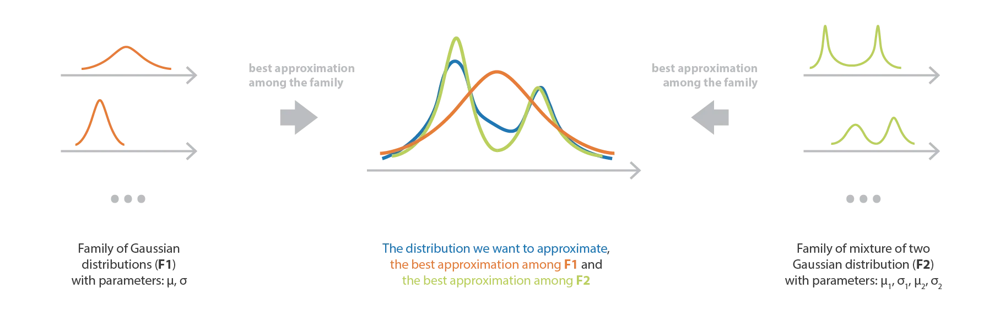 best approximation
among the family
best approximation
among the family
Family of Gaussian
distributions (F1)
with parameters: μ, σ
The distribution we want to approximate,
the best approximation among F1 and
the best approximation among F2
Family of mixture of two
Gaussian distribution (F2)
with parameters: μ₁, σ₁, μ₂, σ₂